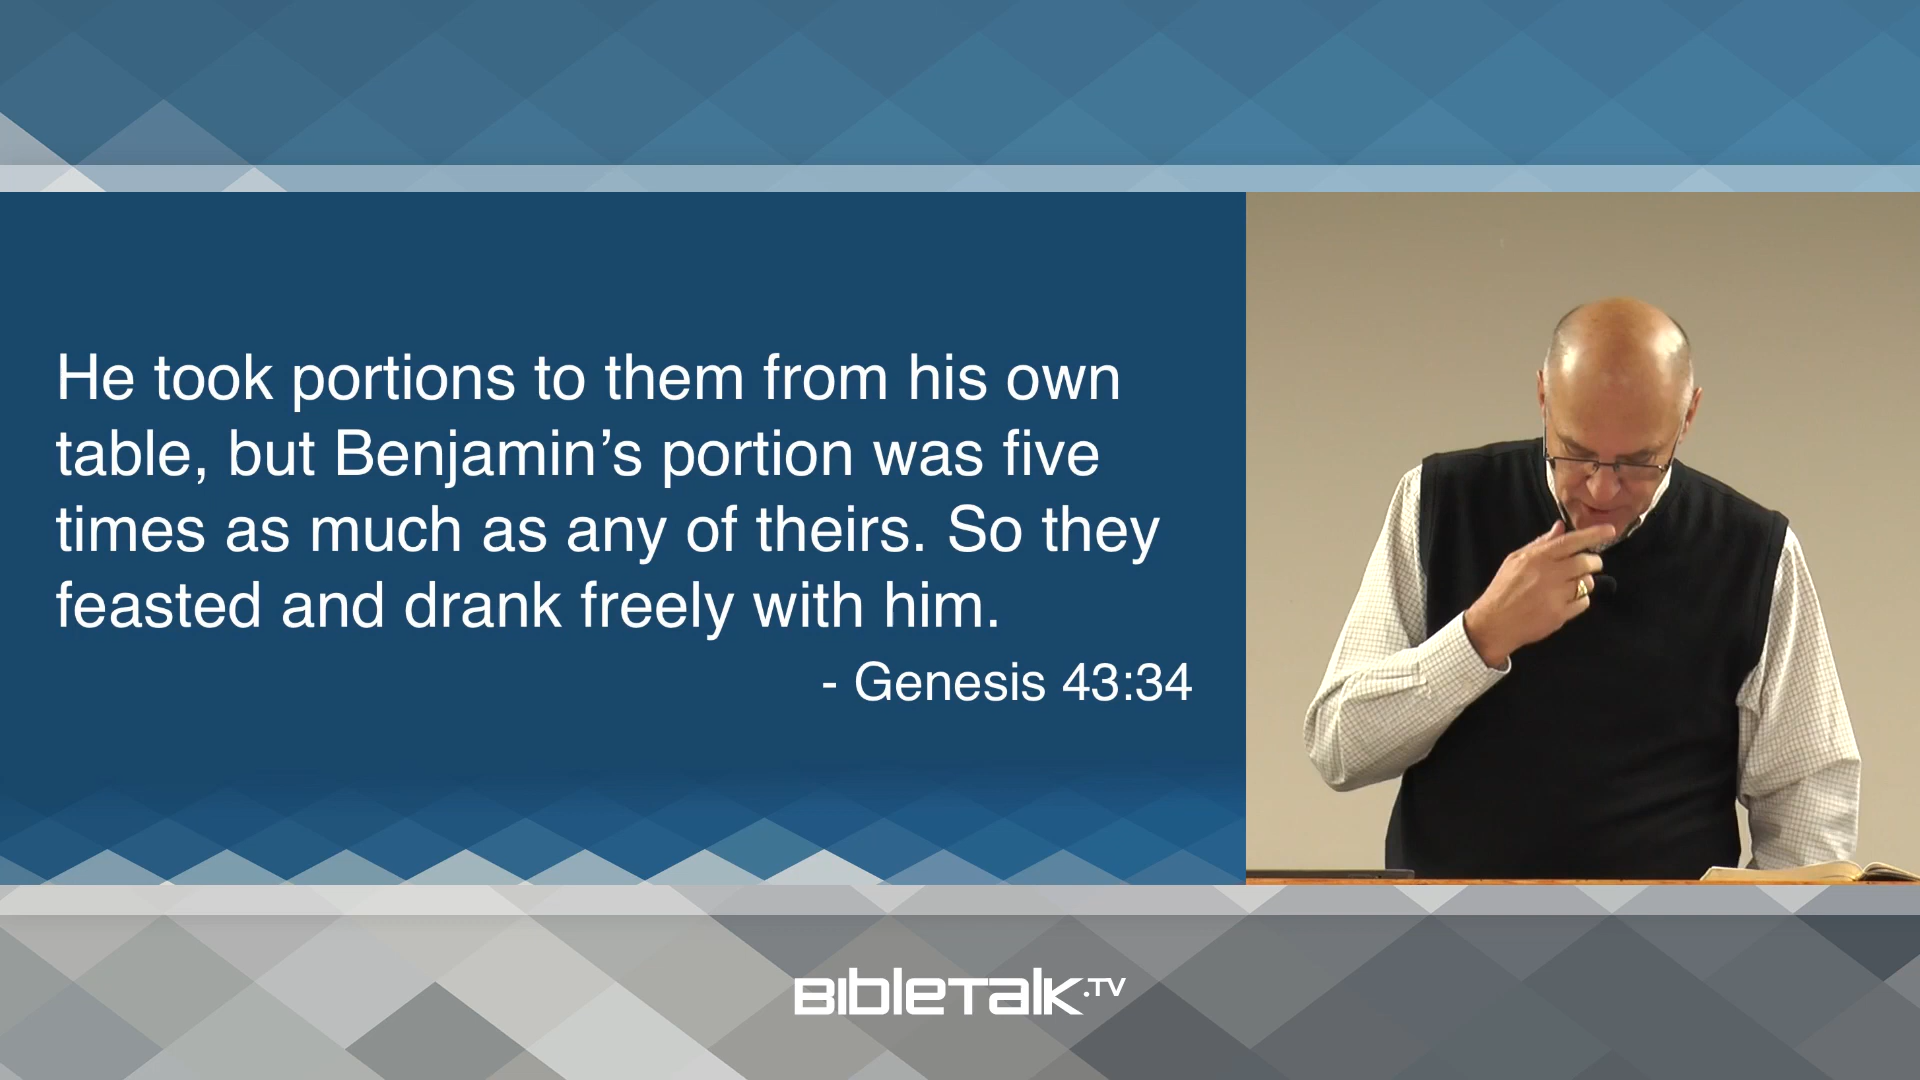 He took portions to them from his own
table, but Benjamin’s portion was five
times as much as any of theirs. So they
feasted and drank freely with him.
- Genesis 43:34
BibleTalk.TV